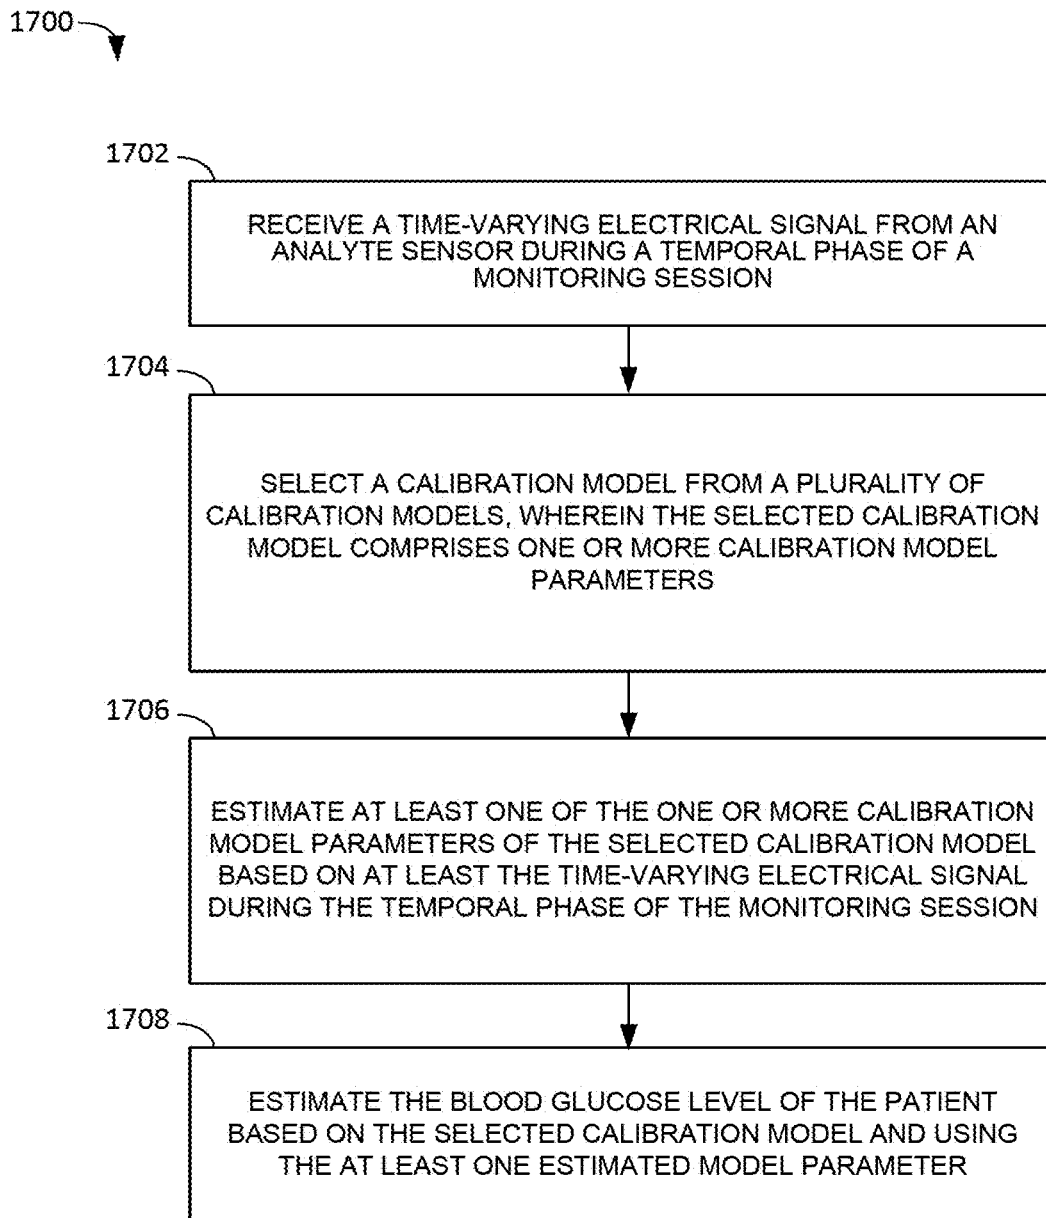 1700
1702
RECEIVE A TIME-VARYING ELECTRICAL SIGNAL FROM AN
ANALYTE SENSOR DURING A TEMPORAL PHASE OF A
MONITORING SESSION
1704
SELECT A CALIBRATION MODEL FROM A PLURALITY OF
CALIBRATION MODELS, WHEREIN THE SELECTED CALIBRATION
MODEL COMPRISES ONE OR MORE CALIBRATION MODEL
PARAMETERS
1706
ESTIMATE AT LEAST ONE OF THE ONE OR MORE CALIBRATION
MODEL PARAMETERS OF THE SELECTED CALIBRATION MODEL
BASED ON AT LEAST THE TIME-VARYING ELECTRICAL SIGNAL
DURING THE TEMPORAL PHASE OF THE MONITORING SESSION
1708
ESTIMATE THE BLOOD GLUCOSE LEVEL OF THE PATIENT
BASED ON THE SELECTED CALIBRATION MODEL AND USING
THE AT LEAST ONE ESTIMATED MODEL PARAMETER